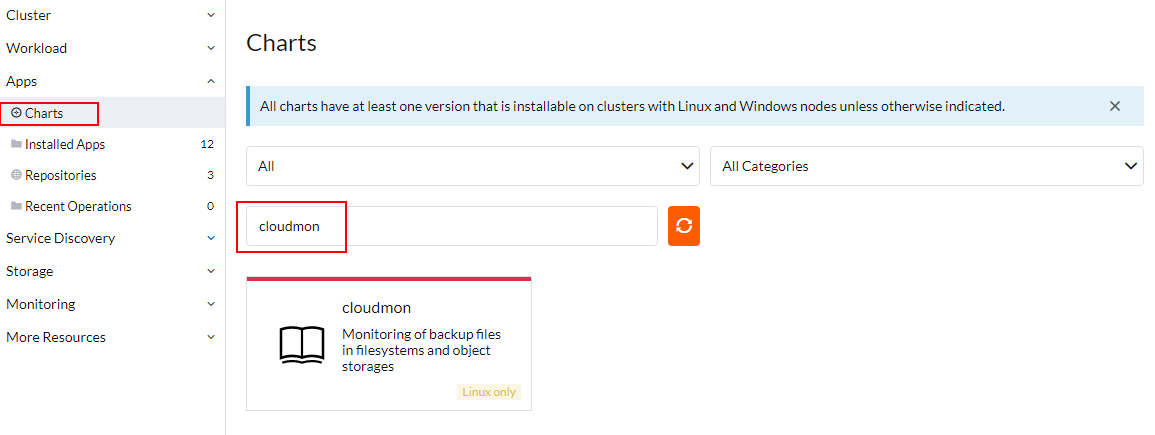 Cluster
Workload
Apps
Charts
Installed Apps 12
Repositories 3
Recent Operations 0
Service Discovery
Storage
Monitoring
More Resources
Charts
All charts have at least one version that is installable on clusters with Linux and Windows nodes unless otherwise indicated.
All
All Categories
cloudmon
cloudmon
Monitoring of backup files
in filesystems and object
storages
Linux only